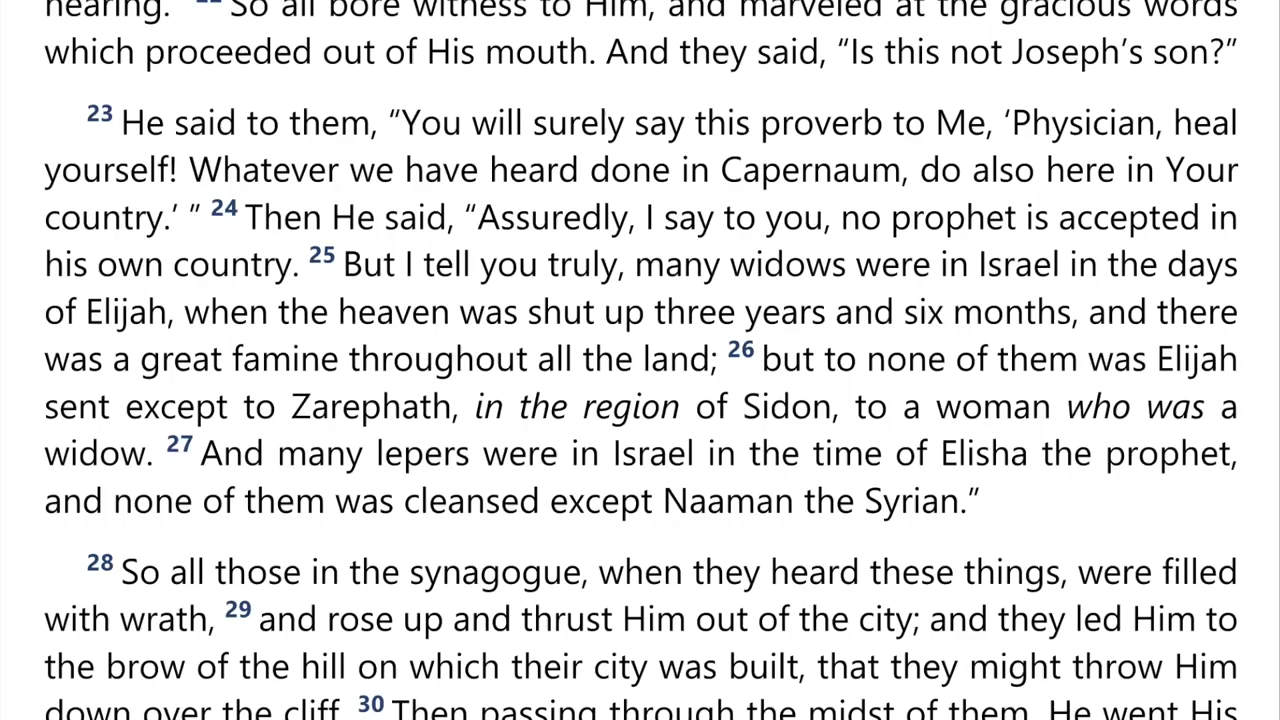 hearing.” 22 So all bore witness to Him, and marveled at the gracious words
which proceeded out of His mouth. And they said, “Is this not Joseph’s son?”
23 He said to them, “You will surely say this proverb to Me, ‘Physician, heal
yourself! Whatever we have heard done in Capernaum, do also here in Your
country.’ ” 24 Then He said, “Assuredly, I say to you, no prophet is accepted in
his own country. 25 But I tell you truly, many widows were in Israel in the days
of Elijah, when the heaven was shut up three years and six months, and there
was a great famine throughout all the land; 26 but to none of them was Elijah
sent except to Zarephath, in the region of Sidon, to a woman who was a
widow. 27 And many lepers were in Israel in the time of Elisha the prophet,
and none of them was cleansed except Naaman the Syrian.”
28 So all those in the synagogue, when they heard these things, were filled
with wrath, 29 and rose up and thrust Him out of the city; and they led Him to
the brow of the hill on which their city was built, that they might throw Him
down over the cliff. 30 Then passing through the midst of them, He went His